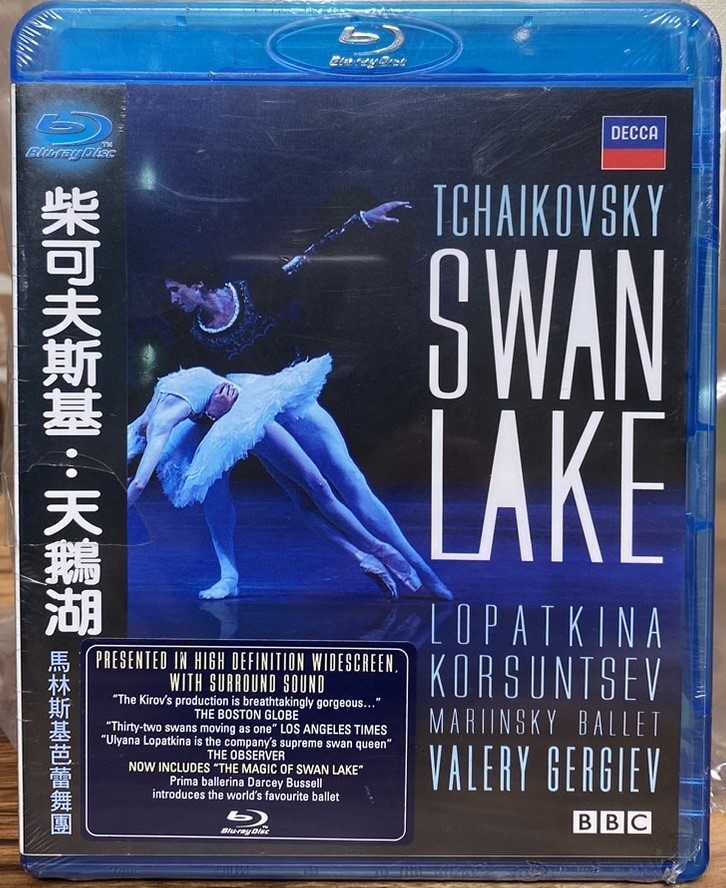 Blu-ray Disc
Blu-ray Disc™
柴可夫斯基：天鵝湖
馬林斯基芭蕾舞團
DECCA
TCHAIKOVSKY
SWAN
LAKE
LOPATKINA
KORSUNTSEV
MARIINSKY BALLET
VALERY GERGIEV
BBC
PRESENTED IN HIGH DEFINITION WIDESCREEN,
WITH SURROUND SOUND
"The Kirov's production is breathtakingly gorgeous..."
THE BOSTON GLOBE
"Thirty-two swans moving as one" LOS ANGELES TIMES
"Ulyana Lopatkina is the company's supreme swan queen"
THE OBSERVER
NOW INCLUDES "THE MAGIC OF SWAN LAKE"
Prima ballerina Darcey Bussell
introduces the world's favourite ballet
Blu-ray Disc™